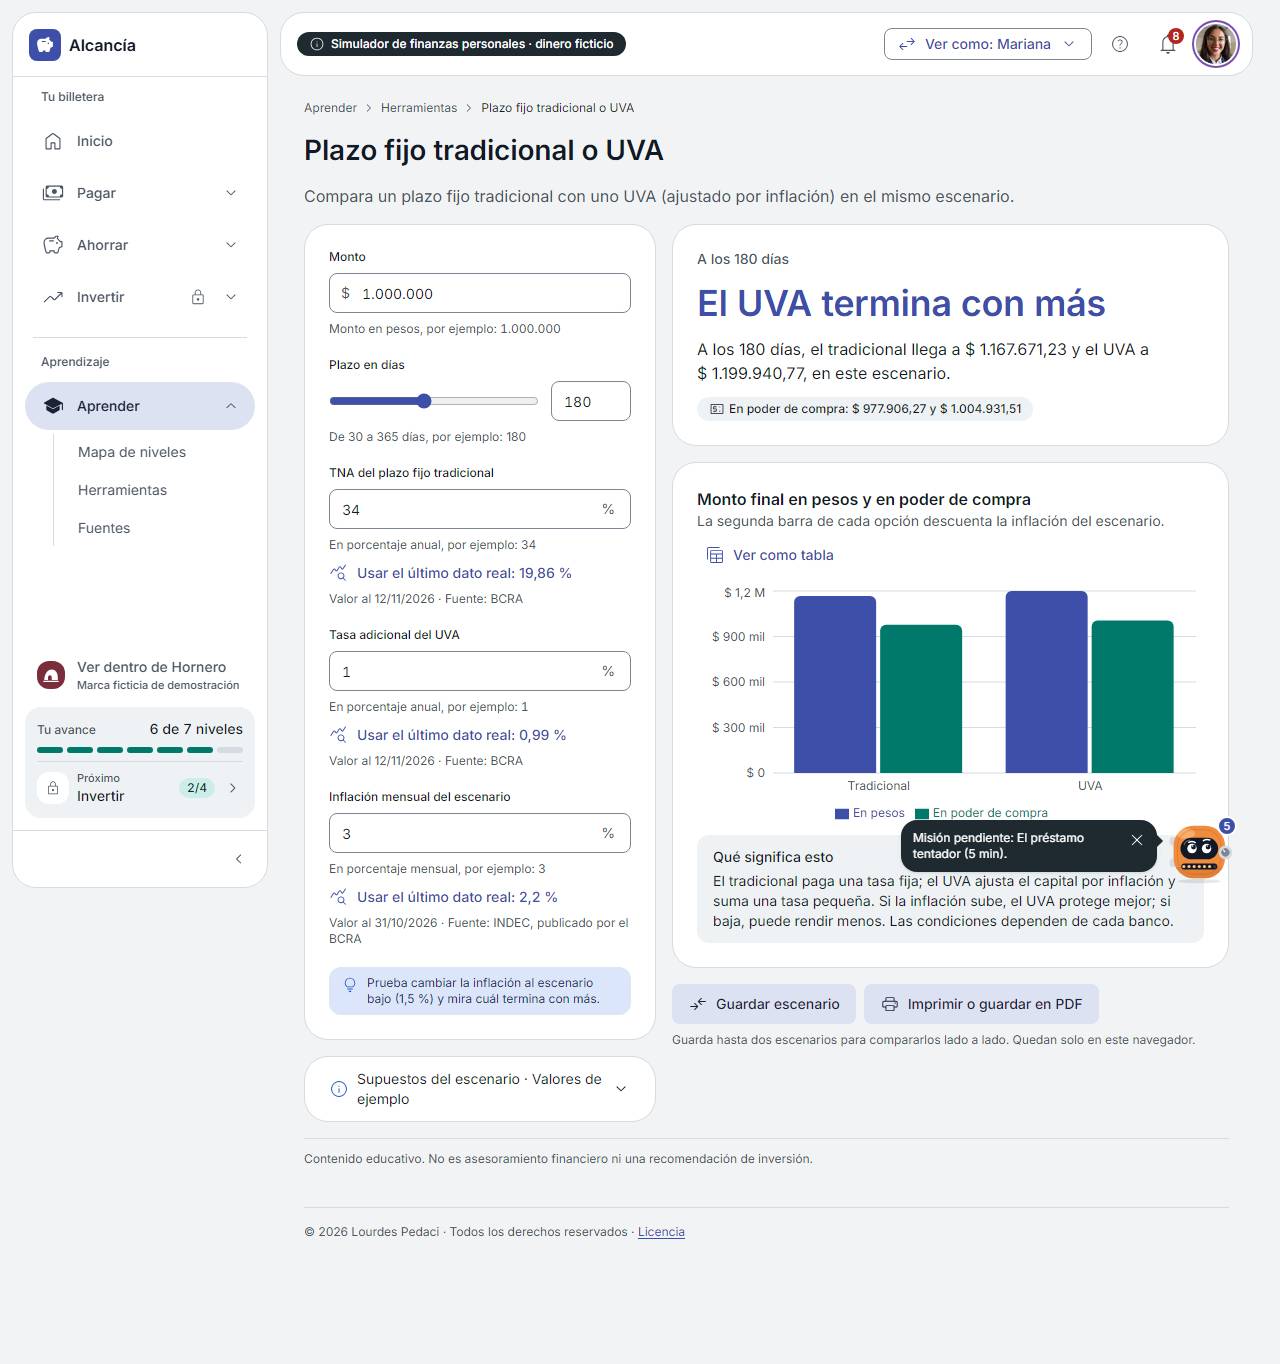 Alcancía
Tu billetera
Inicio
Pagar
Ahorrar
Invertir
Aprendizaje
Aprender
Mapa de niveles
Herramientas
Fuentes
Ver dentro de Hornero
Marca ficticia de demostración
Tu avance
6 de 7 niveles
Próximo
Invertir
2/4
Simulador de finanzas personales · dinero ficticio
Ver como: Mariana
8
Aprender > Herramientas > Plazo fijo tradicional o UVA
Plazo fijo tradicional o UVA
Compara un plazo fijo tradicional con uno UVA (ajustado por inflación) en el mismo escenario.
Monto
$ 1.000.000
Monto en pesos, por ejemplo: 1.000.000
Plazo en días
180
De 30 a 365 días, por ejemplo: 180
TNA del plazo fijo tradicional
34 %
En porcentaje anual, por ejemplo: 34
Usar el último dato real: 19,86 %
Valor al 12/11/2026 · Fuente: BCRA
Tasa adicional del UVA
1 %
En porcentaje anual, por ejemplo: 1
Usar el último dato real: 0,99 %
Valor al 12/11/2026 · Fuente: BCRA
Inflación mensual del escenario
3 %
En porcentaje mensual, por ejemplo: 3
Usar el último dato real: 2,2 %
Valor al 31/10/2026 · Fuente: INDEC, publicado por el
BCRA
Prueba cambiar la inflación al escenario
bajo (1,5 %) y mira cuál termina con más.
Supuestos del escenario · Valores de
ejemplo
A los 180 días
El UVA termina con más
A los 180 días, el tradicional llega a $ 1.167.671,23 y el UVA a
$ 1.199.940,77, en este escenario.
En poder de compra: $ 977.906,27 y $ 1.004.931,51
Monto final en pesos y en poder de compra
La segunda barra de cada opción descuenta la inflación del escenario.
Ver como tabla
$ 1,2 M
$ 900 mil
$ 600 mil
$ 300 mil
$ 0
Tradicional
UVA
En pesos
En poder de compra
Misión pendiente: El préstamo
tentador (5 min).
5
Qué significa esto
El tradicional paga una tasa fija; el UVA ajusta el capital por inflación y
suma una tasa pequeña. Si la inflación sube, el UVA protege mejor; si
baja, puede rendir menos. Las condiciones dependen de cada banco.
Guardar escenario
Imprimir o guardar en PDF
Guarda hasta dos escenarios para compararlos lado a lado. Quedan solo en este navegador.
Contenido educativo. No es asesoramiento financiero ni una recomendación de inversión.
© 2026 Lourdes Pedaci · Todos los derechos reservados · Licencia